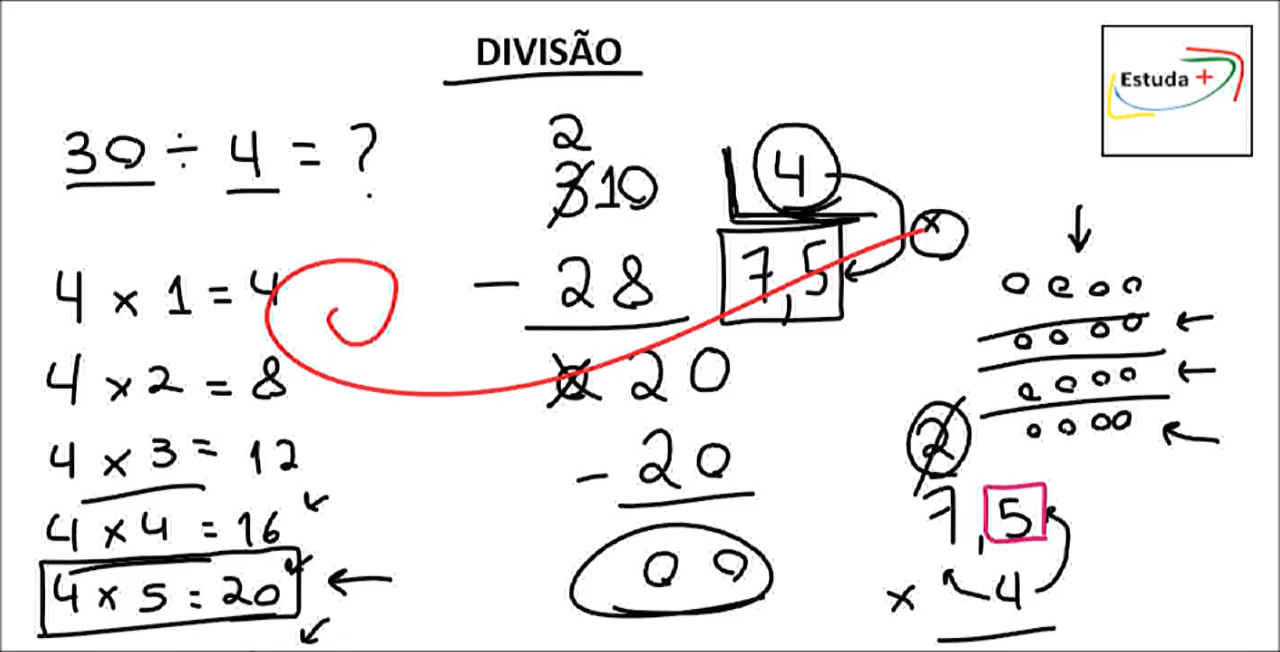 DIVISÃO
Estuda +
30 ÷ 4 = ?
4 x 1 = 4
4 x 2 = 8
4 x 3 = 12
4 x 4 = 16
4 x 5 = 20
2
310
4
- 28
7,5
x
020
- 20
00
2
7,5
x 4